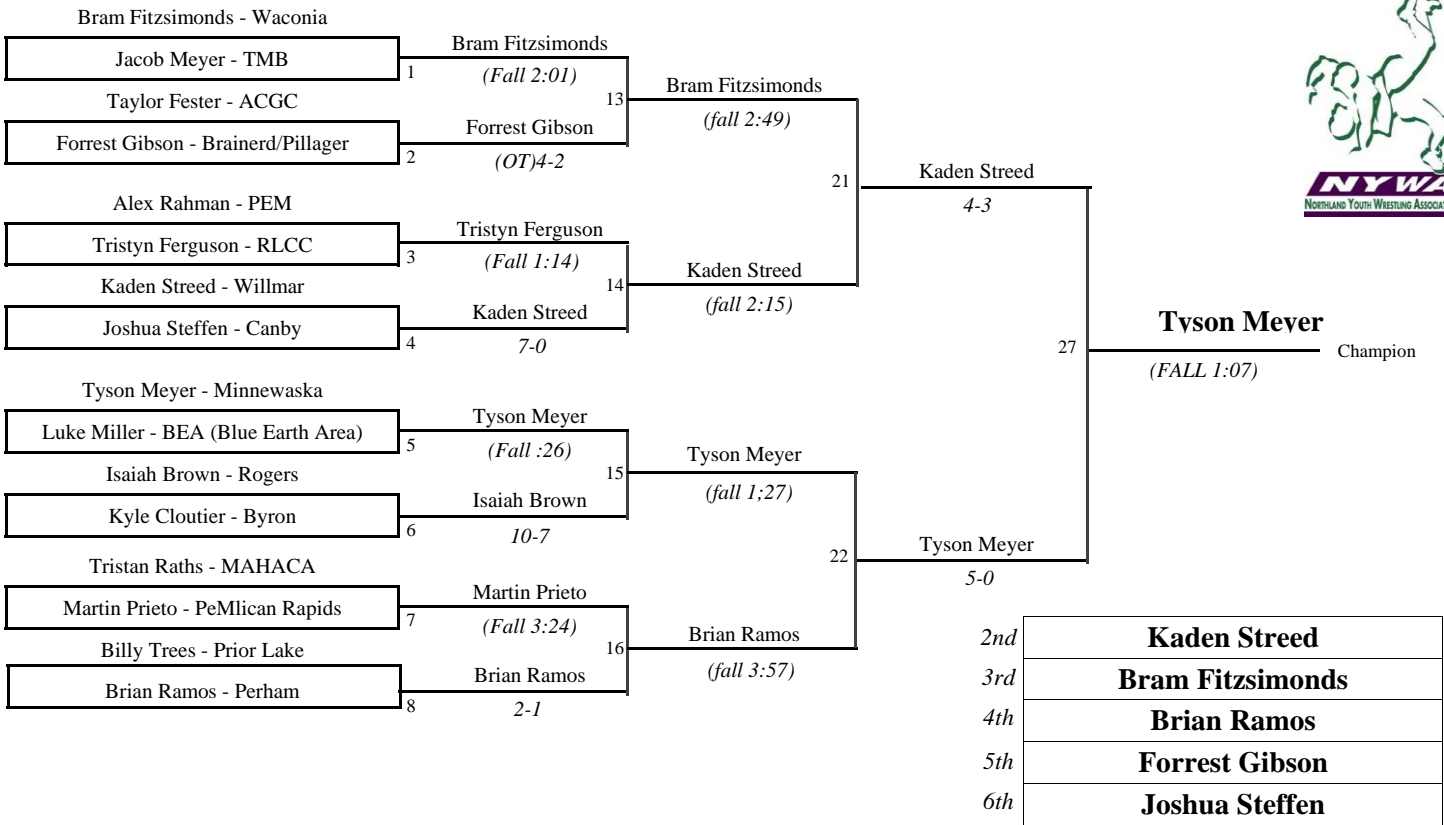 Bram Fitzsimonds - Waconia
Jacob Meyer - TMB
1
Taylor Fester - ACGC
Forrest Gibson - Brainerd/Pillager
2
Alex Rahman - PEM
Tristyn Ferguson - RLCC
3
Kaden Streed - Willmar
Joshua Steffen - Canby
4
Tyson Meyer - Minnewaska
Luke Miller - BEA (Blue Earth Area)
5
Isaiah Brown - Rogers
Kyle Cloutier - Byron
6
Tristan Raths - MAHACA
Martin Prieto - PeMlican Rapids
7
Billy Trees - Prior Lake
Brian Ramos - Perham
8
Bram Fitzsimonds
(Fall 2:01)
13
Forrest Gibson
(OT)4-2
Tristyn Ferguson
(Fall 1:14)
14
Kaden Streed
7-0
Tyson Meyer
(Fall :26)
15
Isaiah Brown
10-7
Martin Prieto
(Fall 3:24)
16
Brian Ramos
2-1
Bram Fitzsimonds
(fall 2:49)
21
Kaden Streed
(fall 2:15)
Tyson Meyer
(fall 1;27)
22
Brian Ramos
(fall 3:57)
Kaden Streed
4-3
27
Tyson Meyer
5-0
Tyson Meyer
(FALL 1:07)
Champion
NYWA
NORTHLAND YOUTH WRESTLING
2nd Kaden Streed
3rd Bram Fitzsimonds
4th Brian Ramos
5th Forrest Gibson
6th Joshua Steffen